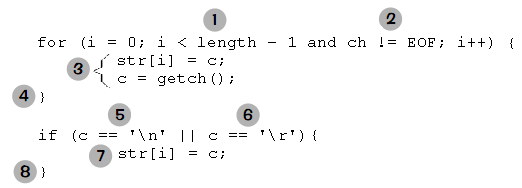 1 2
for (i = 0; i < length - 1 and ch != EOF; i++) {
3 str[i] = c;
c = getch();
4 }
5 6
if (c == '\n' || c == '\r'){
7 str[i] = c;
8 }